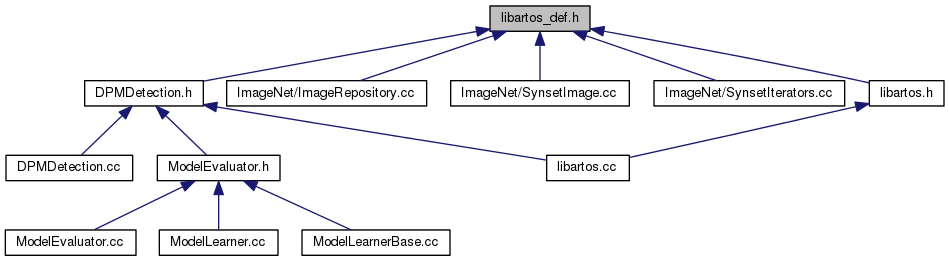 libartos_def.h
DPMDetection.h
ImageNet/ImageRepository.cc
ImageNet/SynsetImage.cc
ImageNet/SynsetIterators.cc
libartos.h
DPMDetection.cc
ModelEvaluator.h
libartos.cc
ModelEvaluator.cc
ModelLearner.cc
ModelLearnerBase.cc